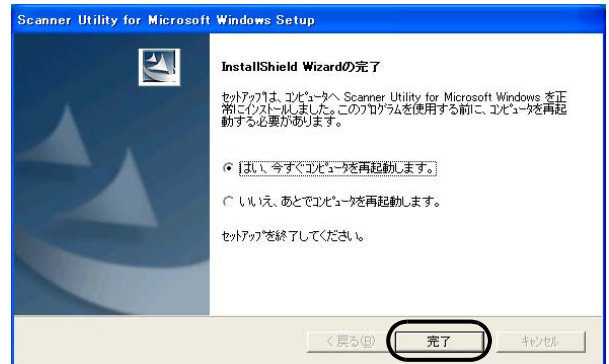 Scanner Utility for Microsoft Windows Setup
InstallShield Wizardの完了
ｾｯﾄｱｯﾌﾟは、ｺﾝﾋﾟｭｰﾀへ Scanner Utility for Microsoft Windows を正
常にｲﾝｽﾄｰﾙしました。このﾌﾟﾛｸﾞﾗﾑを使用する前に、ｺﾝﾋﾟｭｰﾀを再起
動する必要があります。
はい、今すぐｺﾝﾋﾟｭｰﾀを再起動します。
いいえ、あとでｺﾝﾋﾟｭｰﾀを再起動します。
ｾｯﾄｱｯﾌﾟを終了してください。
< 戻る(B)
完了
ｷｬﾝｾﾙ